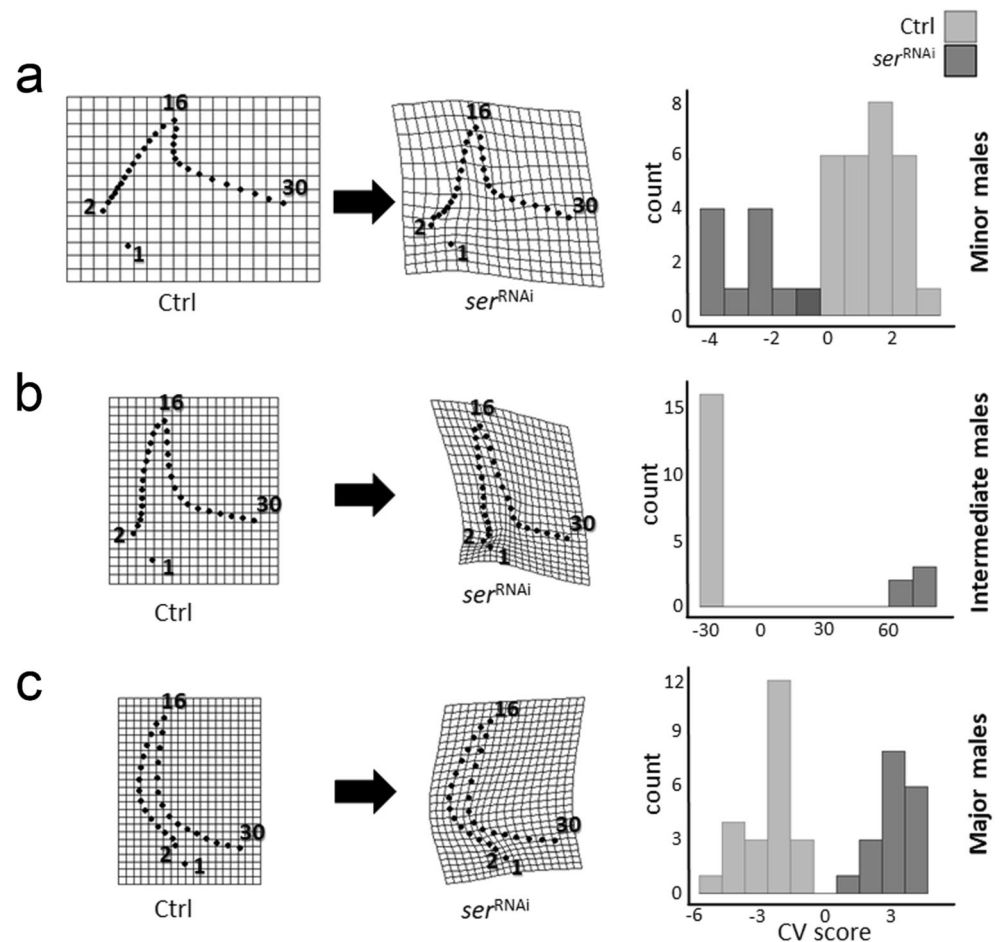 Ctrl
serRNAi
a
16
2
30
1
Ctrl
16
2
30
1
serRNAi
count
8
6
4
2
0
-4 -2 0 2
Minor males
b
16
2
30
1
Ctrl
16
2
30
1
serRNAi
count
15
10
5
0
-30 0 30 60
Intermediate males
c
16
30
2
1
Ctrl
16
30
2
1
serRNAi
count
12
9
6
3
0
-6 -3 0 3
CV score
Major males